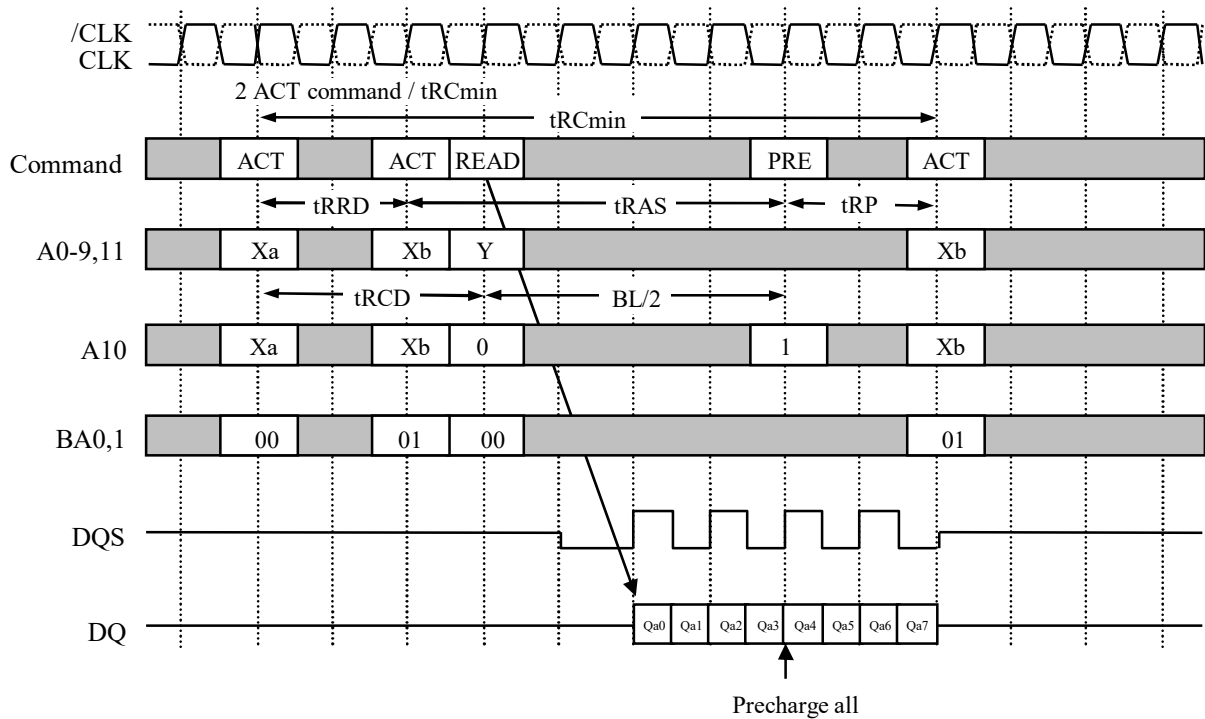 /CLK
CLK
2 ACT command / tRCmin
tRCmin
Command ACT ACT READ PRE ACT
tRRD tRAS tRP
A0-9,11 Xa Xb Y Xb
tRCD BL/2
A10 Xa Xb 0 1 Xb
BA0,1 00 01 00 01
DQS
DQ Qa0 Qa1 Qa2 Qa3 Qa4 Qa5 Qa6 Qa7
Precharge all